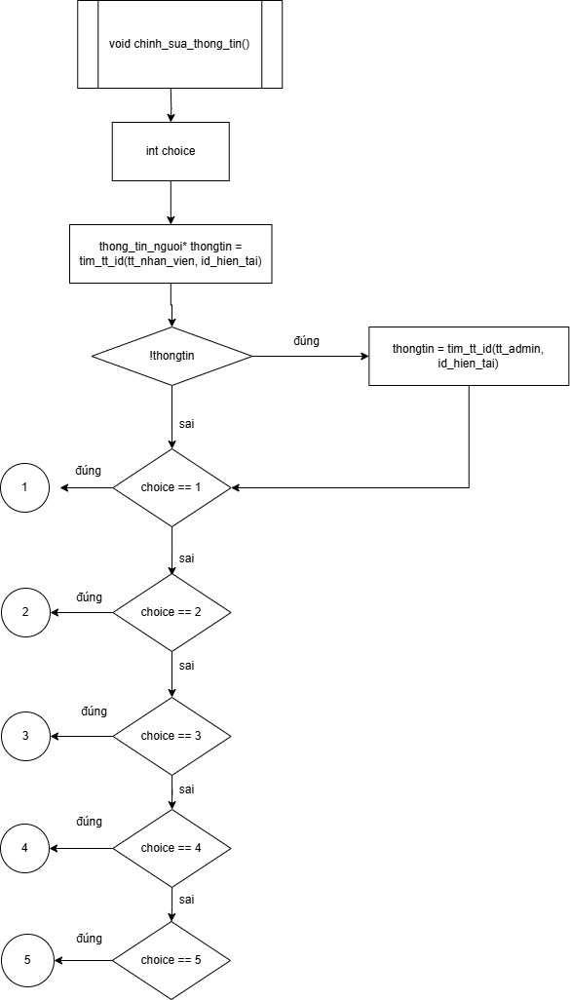 void chinh_sua_thong_tin()
int choice
thong_tin_nguoi* thongtin =
tim_tt_id(tt_nhan_vien, id_hien_tai)
!thongtin
đúng
thongtin = tim_tt_id(tt_admin,
id_hien_tai)
sai
đúng
1
choice == 1
sai
đúng
2
choice == 2
sai
đúng
3
choice == 3
sai
đúng
4
choice == 4
sai
đúng
5
choice == 5